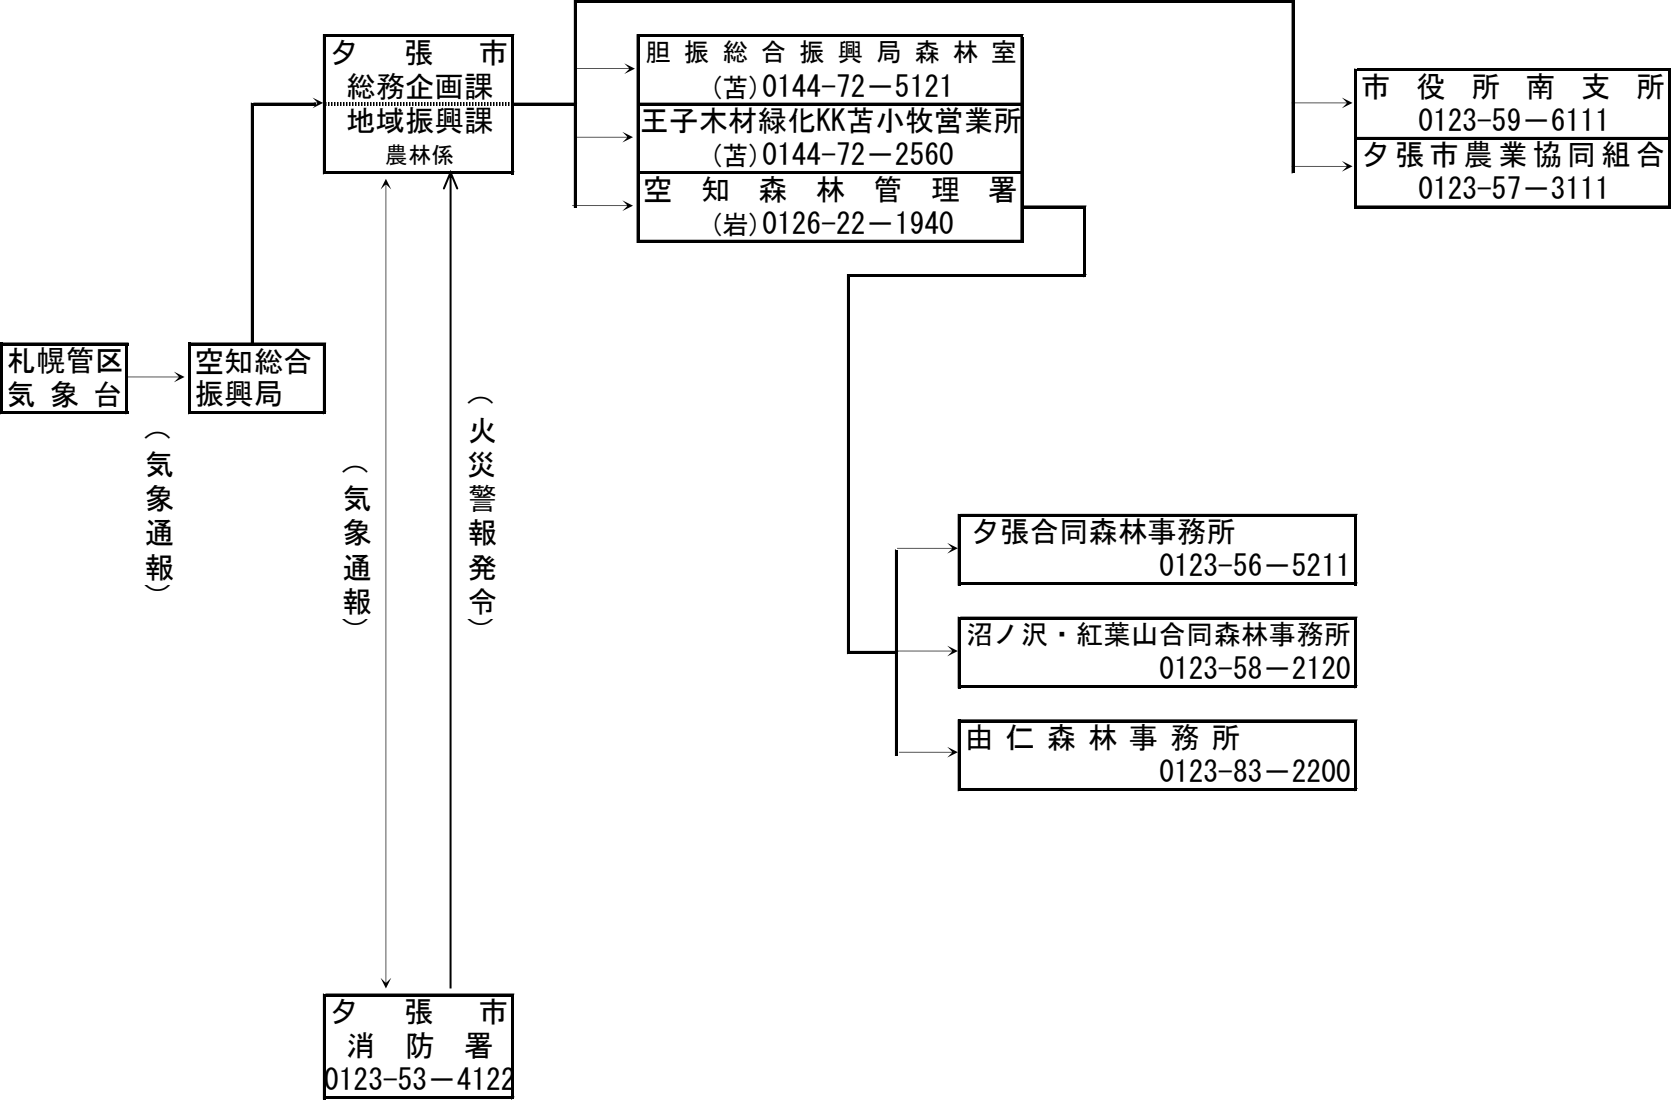 夕張市
総務企画課
地域振興課
農林係
胆振総合振興局森林室
(苫)0144-72－5121
王子木材緑化KK苫小牧営業所
(苫)0144-72－2560
空知森林管理署
(岩)0126-22－1940
市役所南支所
0123-59－6111
夕張市農業協同組合
0123-57－3111
札幌管区
気象台
空知総合
振興局
（気象通報）
（気象通報）
（火災警報発令）
夕張合同森林事務所
0123-56－5211
沼ノ沢・紅葉山合同森林事務所
0123-58－2120
由仁森林事務所
0123-83－2200
夕張市
消防署
0123-53－4122